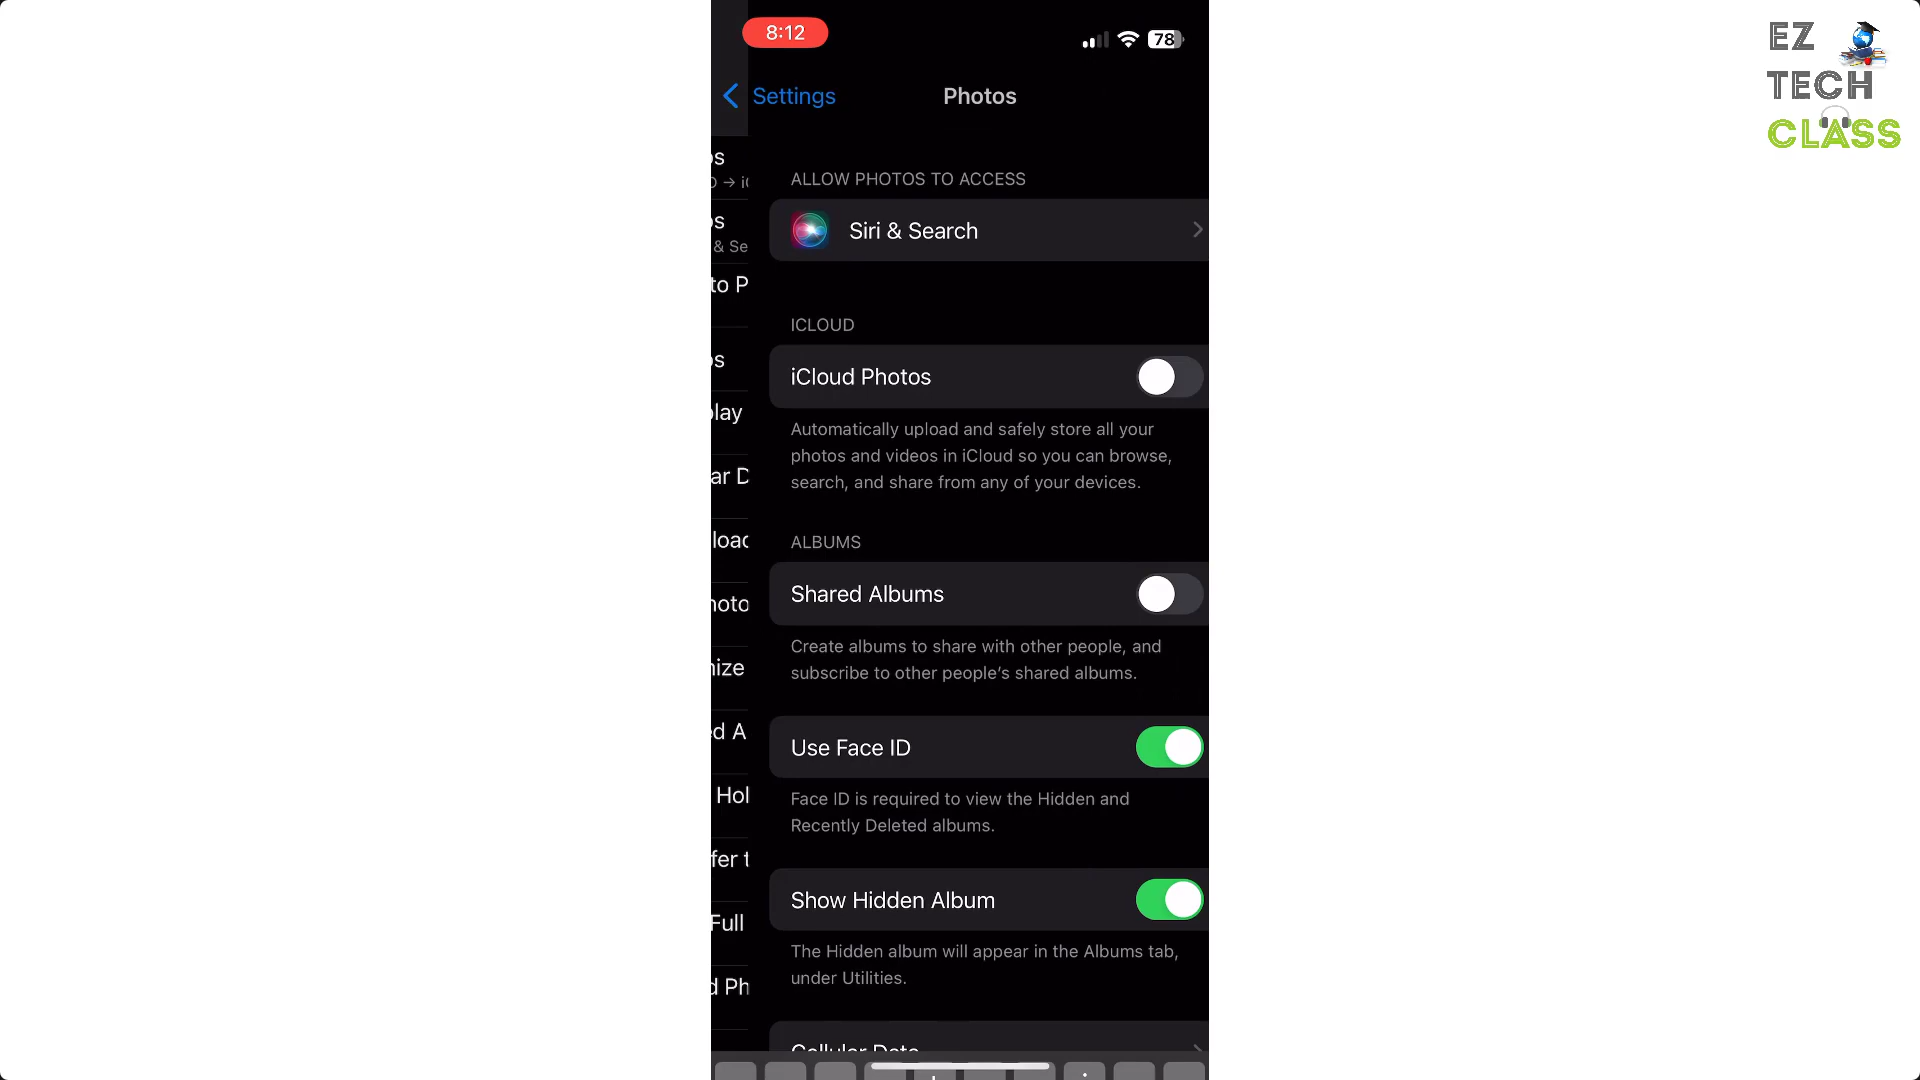 8:12
78
Settings
Photos
EZ
TECH
CLASS
ALLOW PHOTOS TO ACCESS
Siri & Search
ICLOUD
iCloud Photos
Automatically upload and safely store all your
photos and videos in iCloud so you can browse,
search, and share from any of your devices.
ALBUMS
Shared Albums
Create albums to share with other people, and
subscribe to other people's shared albums.
Use Face ID
Face ID is required to view the Hidden and
Recently Deleted albums.
Show Hidden Album
The Hidden album will appear in the Albums tab,
under Utilities.
Cellular Data